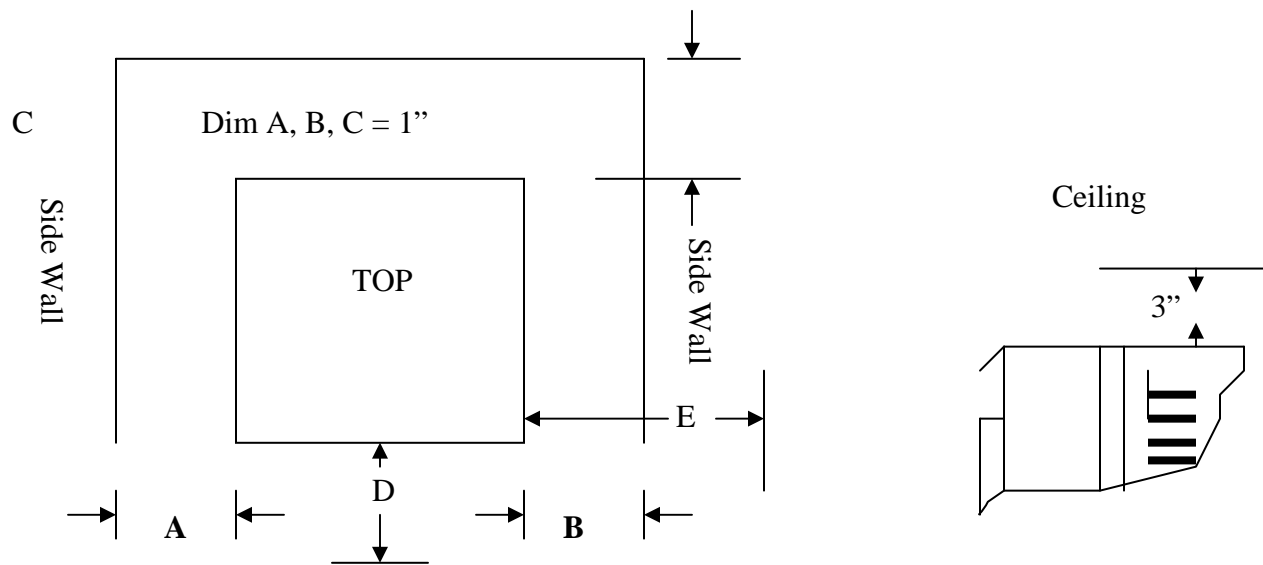 C
Dim A, B, C = 1”
Side Wall
TOP
Side Wall
E
D
A
B
Ceiling
3”